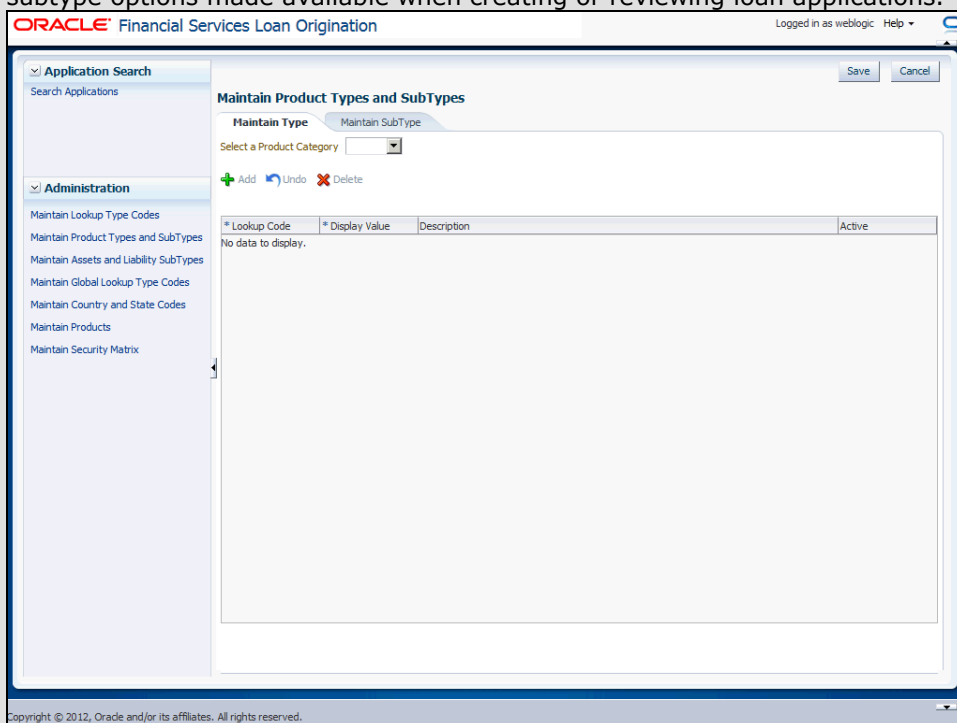 subtype options made available when creating or reviewing loan applications.
ORACLE Financial Services Loan Origination
Logged in as weblogic Help
Application Search
Search Applications
Save Cancel
Maintain Product Types and SubTypes
Maintain Type Maintain SubType
Select a Product Category
Add Undo Delete
Administration
Maintain Lookup Type Codes
Maintain Product Types and SubTypes
Maintain Assets and Liability SubTypes
Maintain Global Lookup Type Codes
Maintain Country and State Codes
Maintain Products
Maintain Security Matrix
* Lookup Code * Display Value Description Active
No data to display.
Copyright © 2012, Oracle and/or its affiliates. All rights reserved.